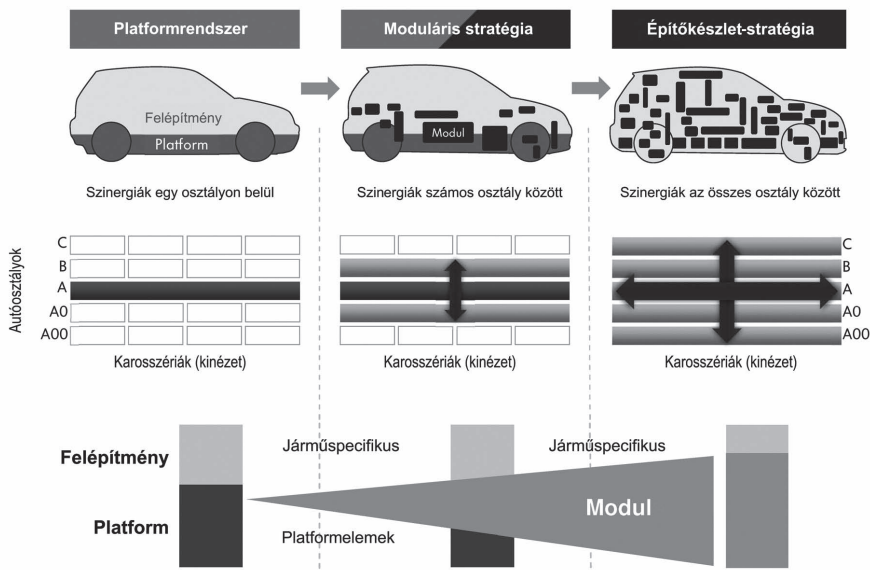 Platformrendszer
Moduláris stratégia
Építőkészlet-stratégia
Felépítmény
Platform
Modul
Szinergiák egy osztályon belül
Szinergiák számos osztály között
Szinergiák az összes osztály között
Autóosztályok
C
B
A
A0
A00
C
B
A
A0
A00
Karosszériák (kinézet)
Karosszériák (kinézet)
Karosszériák (kinézet)
Felépítmény
Platform
Járműspecifikus
Járműspecifikus
Platformelemek
Modul